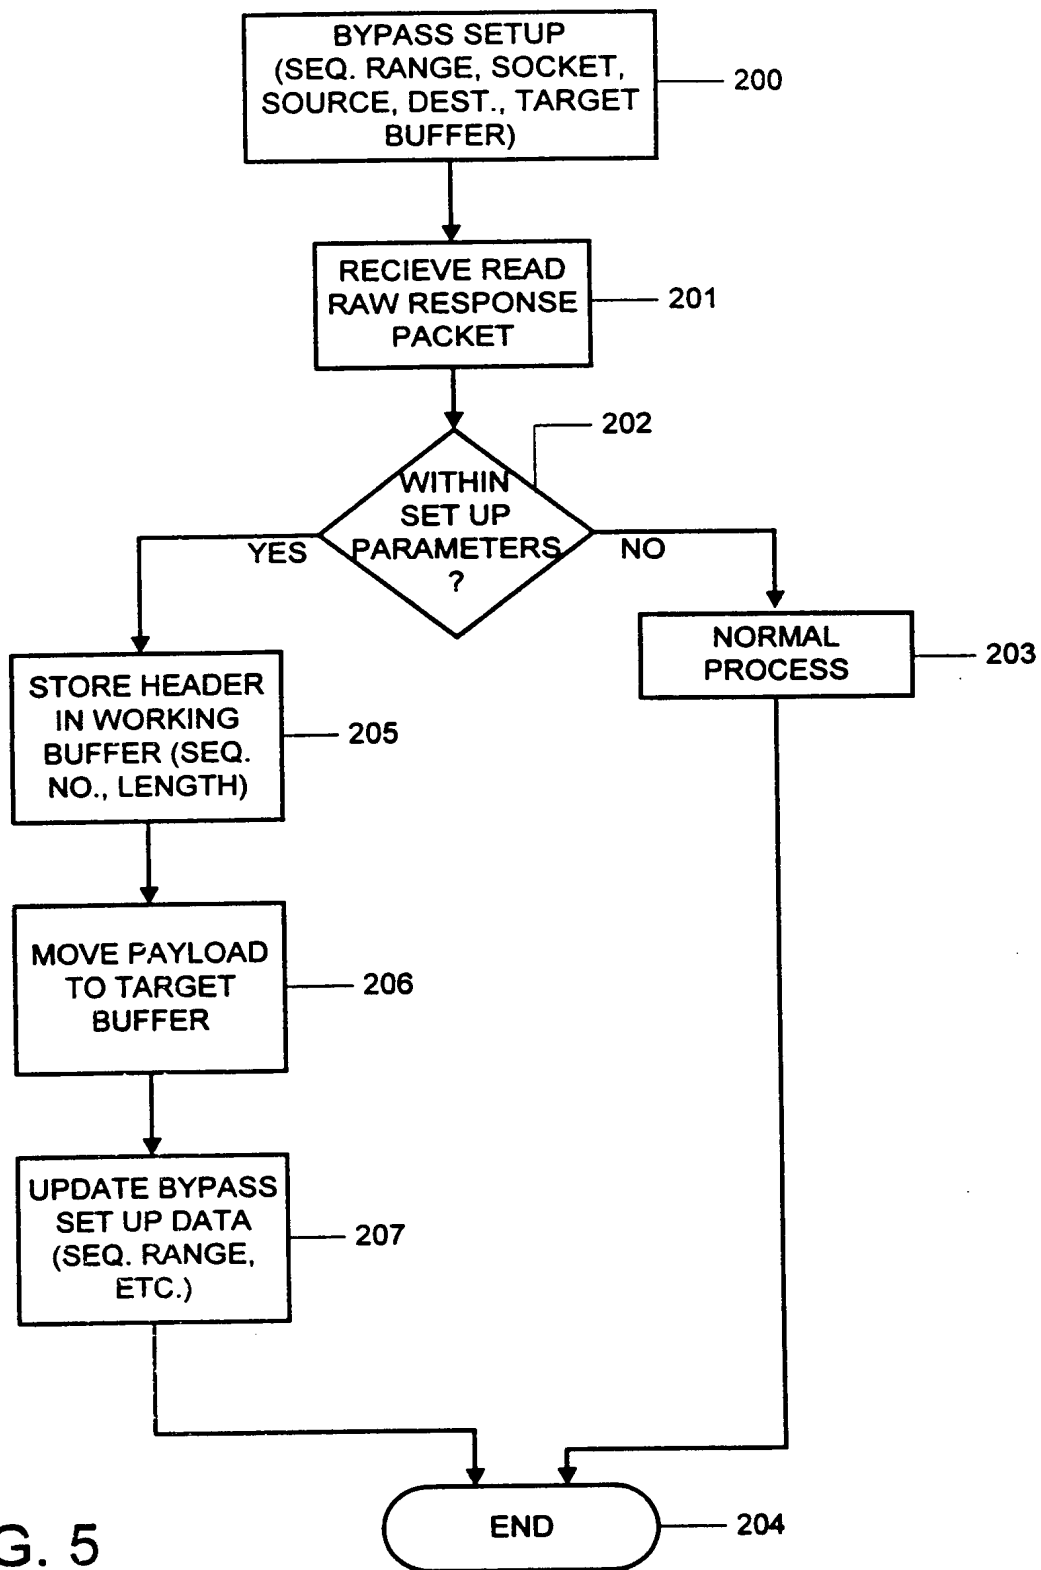 BYPASS SETUP
(SEQ. RANGE, SOCKET,
SOURCE, DEST., TARGET
BUFFER)
200
RECIEVE READ
RAW RESPONSE
PACKET
201
202
WITHIN
SET UP
PARAMETERS
?
YES
NO
NORMAL
PROCESS
203
STORE HEADER
IN WORKING
BUFFER (SEQ.
NO., LENGTH)
205
MOVE PAYLOAD
TO TARGET
BUFFER
206
UPDATE BYPASS
SET UP DATA
(SEQ. RANGE,
ETC.)
207
END
204
G. 5